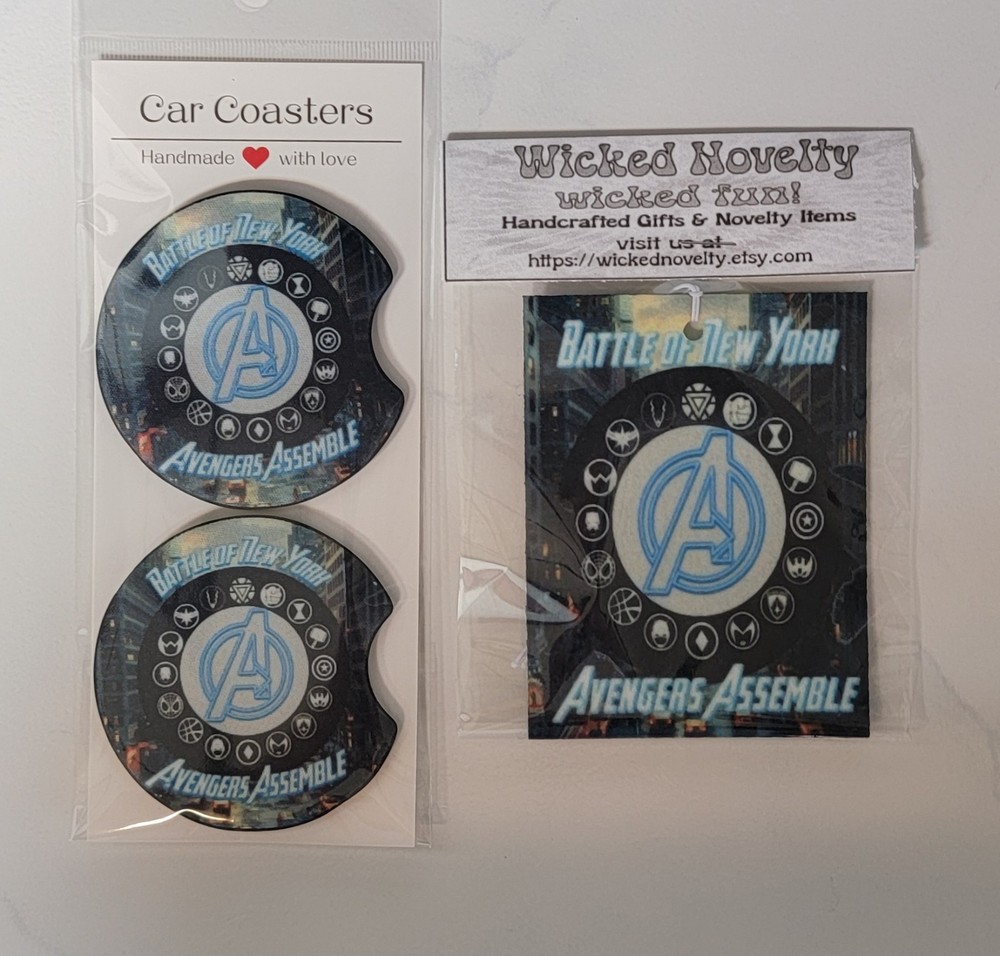 Car Coasters
Handmade ❤ with love
BATTLE OF NEW YORK
AVENGERS ASSEMBLE
BATTLE OF NEW YORK
AVENGERS ASSEMBLE
Wicked Novelty
wicked fun!
Handcrafted Gifts & Novelty Items
visit us at
https://wickednovelty.etsy.com
BATTLE OF NEW YORK
AVENGERS ASSEMBLE